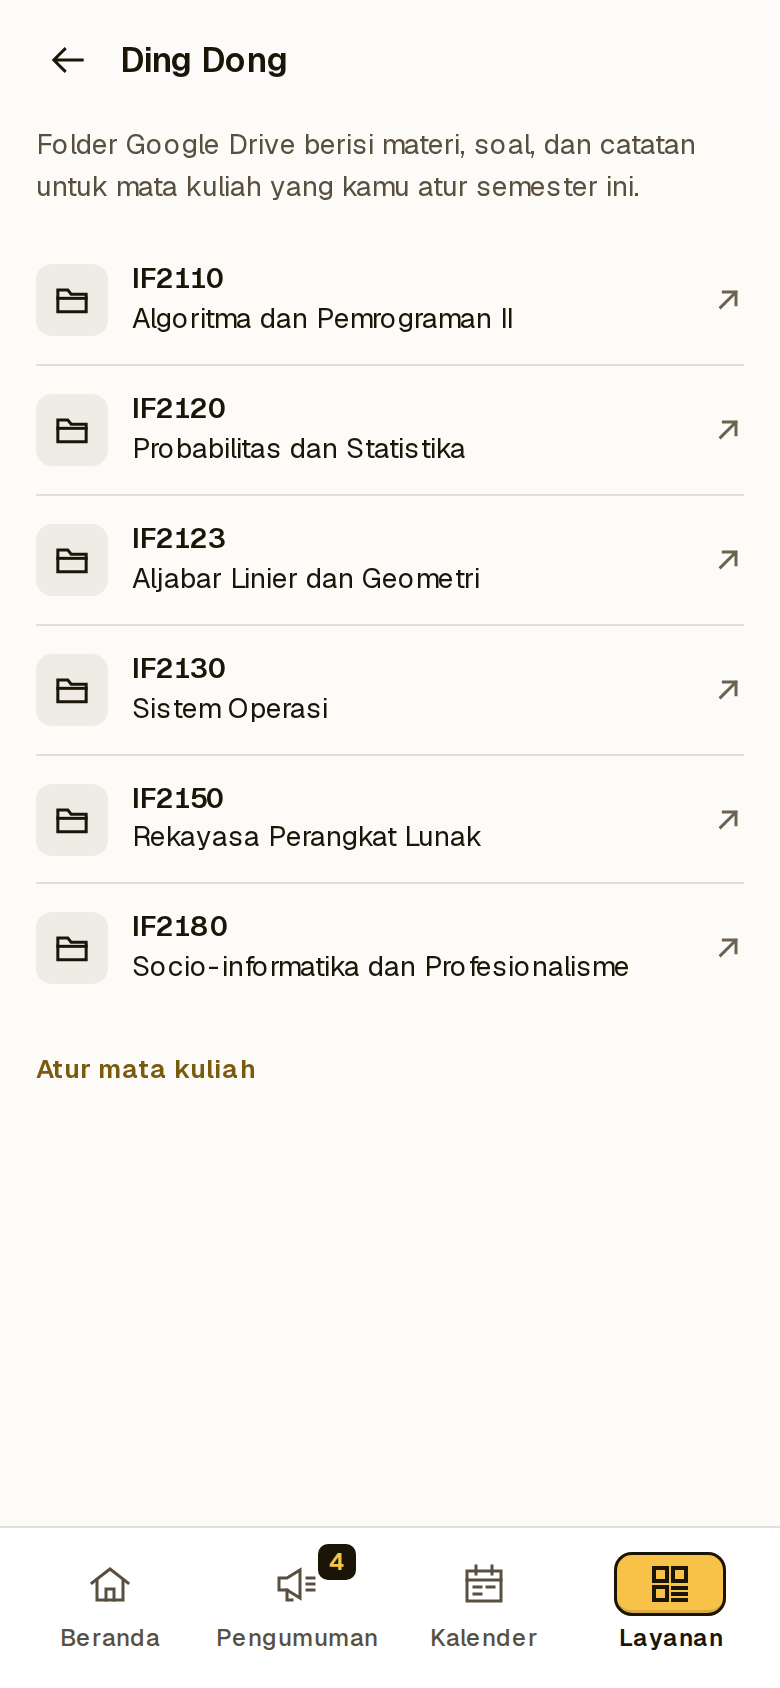 Ding Dong
Folder Google Drive berisi materi, soal, dan catatan
untuk mata kuliah yang kamu atur semester ini.
IF2110
Algoritma dan Pemrograman II
IF2120
Probabilitas dan Statistika
IF2123
Aljabar Linier dan Geometri
IF2130
Sistem Operasi
IF2150
Rekayasa Perangkat Lunak
IF2180
Socio-informatika dan Profesionalisme
Atur mata kuliah
4
Beranda
Pengumuman
Kalender
Layanan